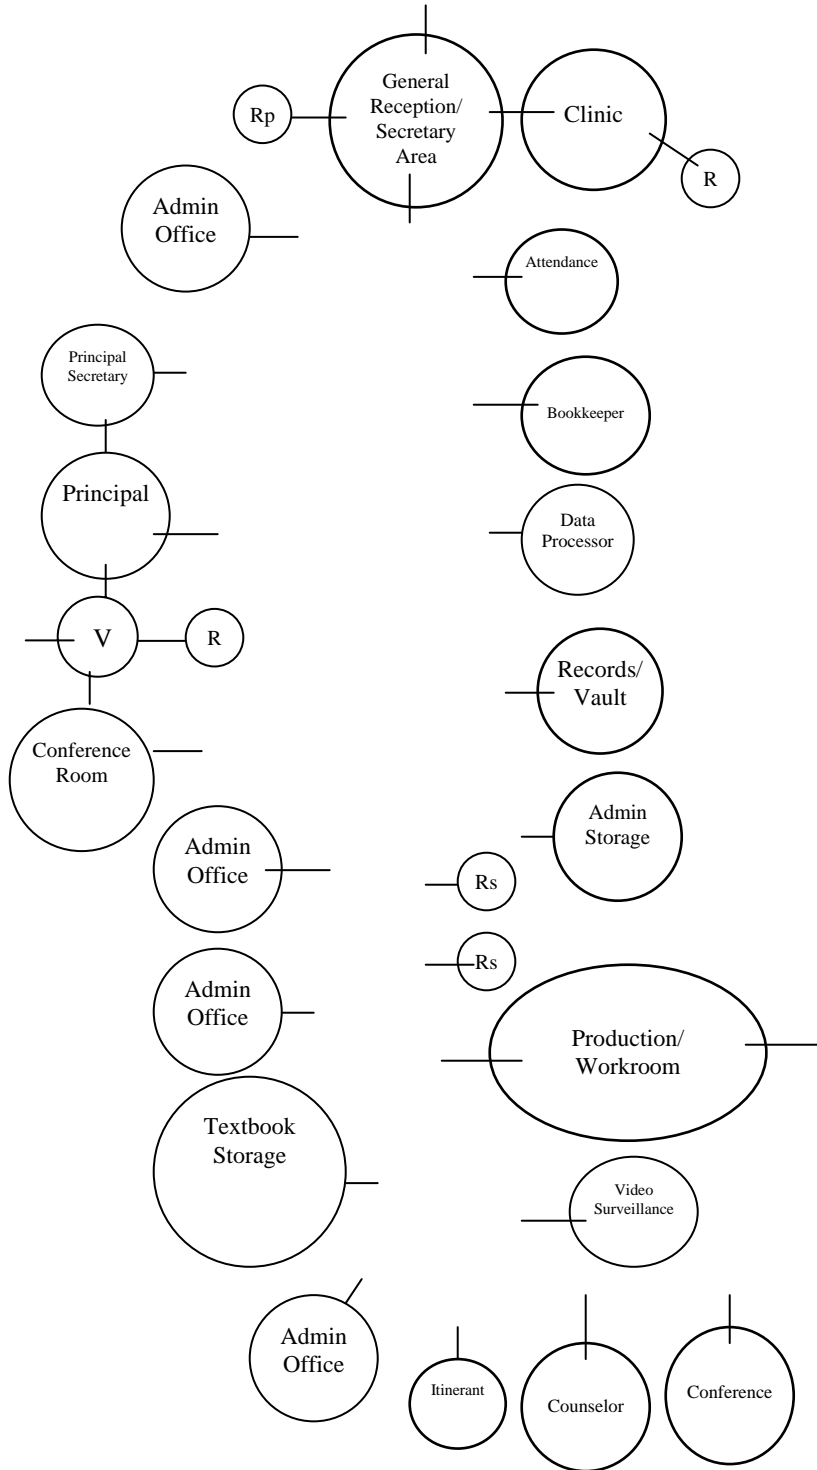 General
Reception/
Secretary
Area
Rp
Clinic
R
Admin
Office
Attendance
Principal
Secretary
Bookkeeper
Principal
Data
Processor
V
R
Records/
Vault
Conference
Room
Admin
Storage
Admin
Office
Rs
Rs
Admin
Office
Production/
Workroom
Textbook
Storage
Video
Surveillance
Admin
Office
Itinerant
Counselor
Conference